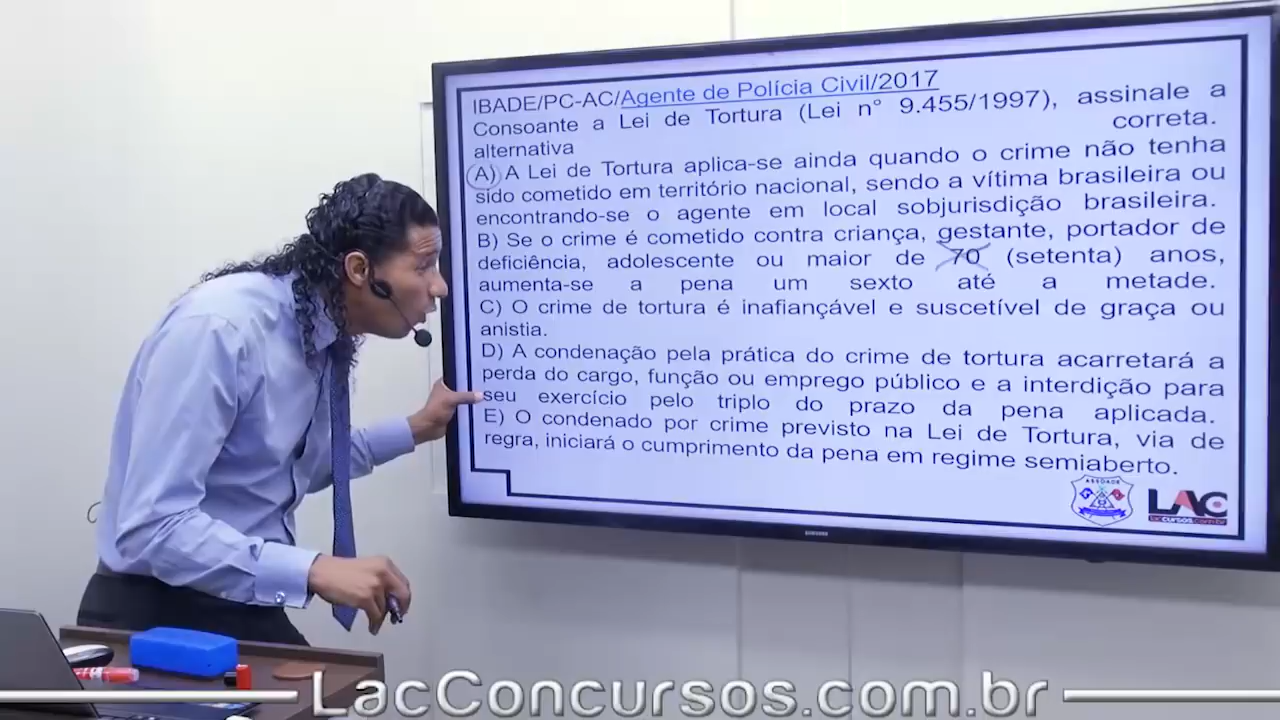 IBADE/PC-AC/Agente de Polícia Civil/2017
Consoante a Lei de Tortura (Lei n° 9.455/1997), assinale a
alternativa correta.
A) A Lei de Tortura aplica-se ainda quando o crime não tenha
sido cometido em território nacional, sendo a vítima brasileira ou
encontrando-se o agente em local sobjurisdição brasileira.
B) Se o crime é cometido contra criança, gestante, portador de
deficiência, adolescente ou maior de 70 (setenta) anos,
aumenta-se a pena um sexto até a metade.
C) O crime de tortura é inafiançável e suscetível de graça ou
anistia.
D) A condenação pela prática do crime de tortura acarretará a
perda do cargo, função ou emprego público e a interdição para
seu exercício pelo triplo do prazo da pena aplicada.
E) O condenado por crime previsto na Lei de Tortura, via de
regra, iniciará o cumprimento da pena em regime semiaberto.
ASSOADE
LAC
laccursos.com.br
SAMSUNG
LacConcursos.com.br